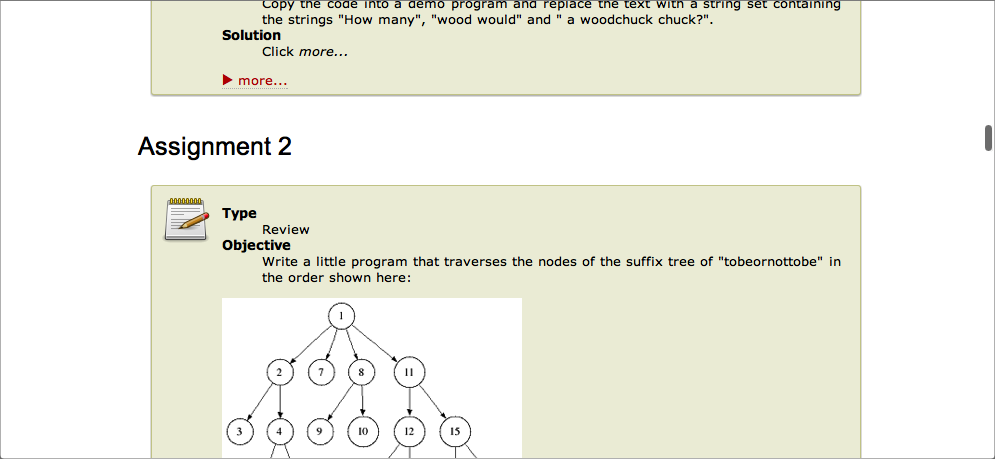 Copy the code into a demo program and replace the text with a string set containing
the strings "How many", "wood would" and " a woodchuck chuck?".
Solution
Click more...
more...
Assignment 2
Type
Review
Objective
Write a little program that traverses the nodes of the suffix tree of "tobeornottobe" in
the order shown here:
1
2 7 8 11
3 4 9 10 12 15